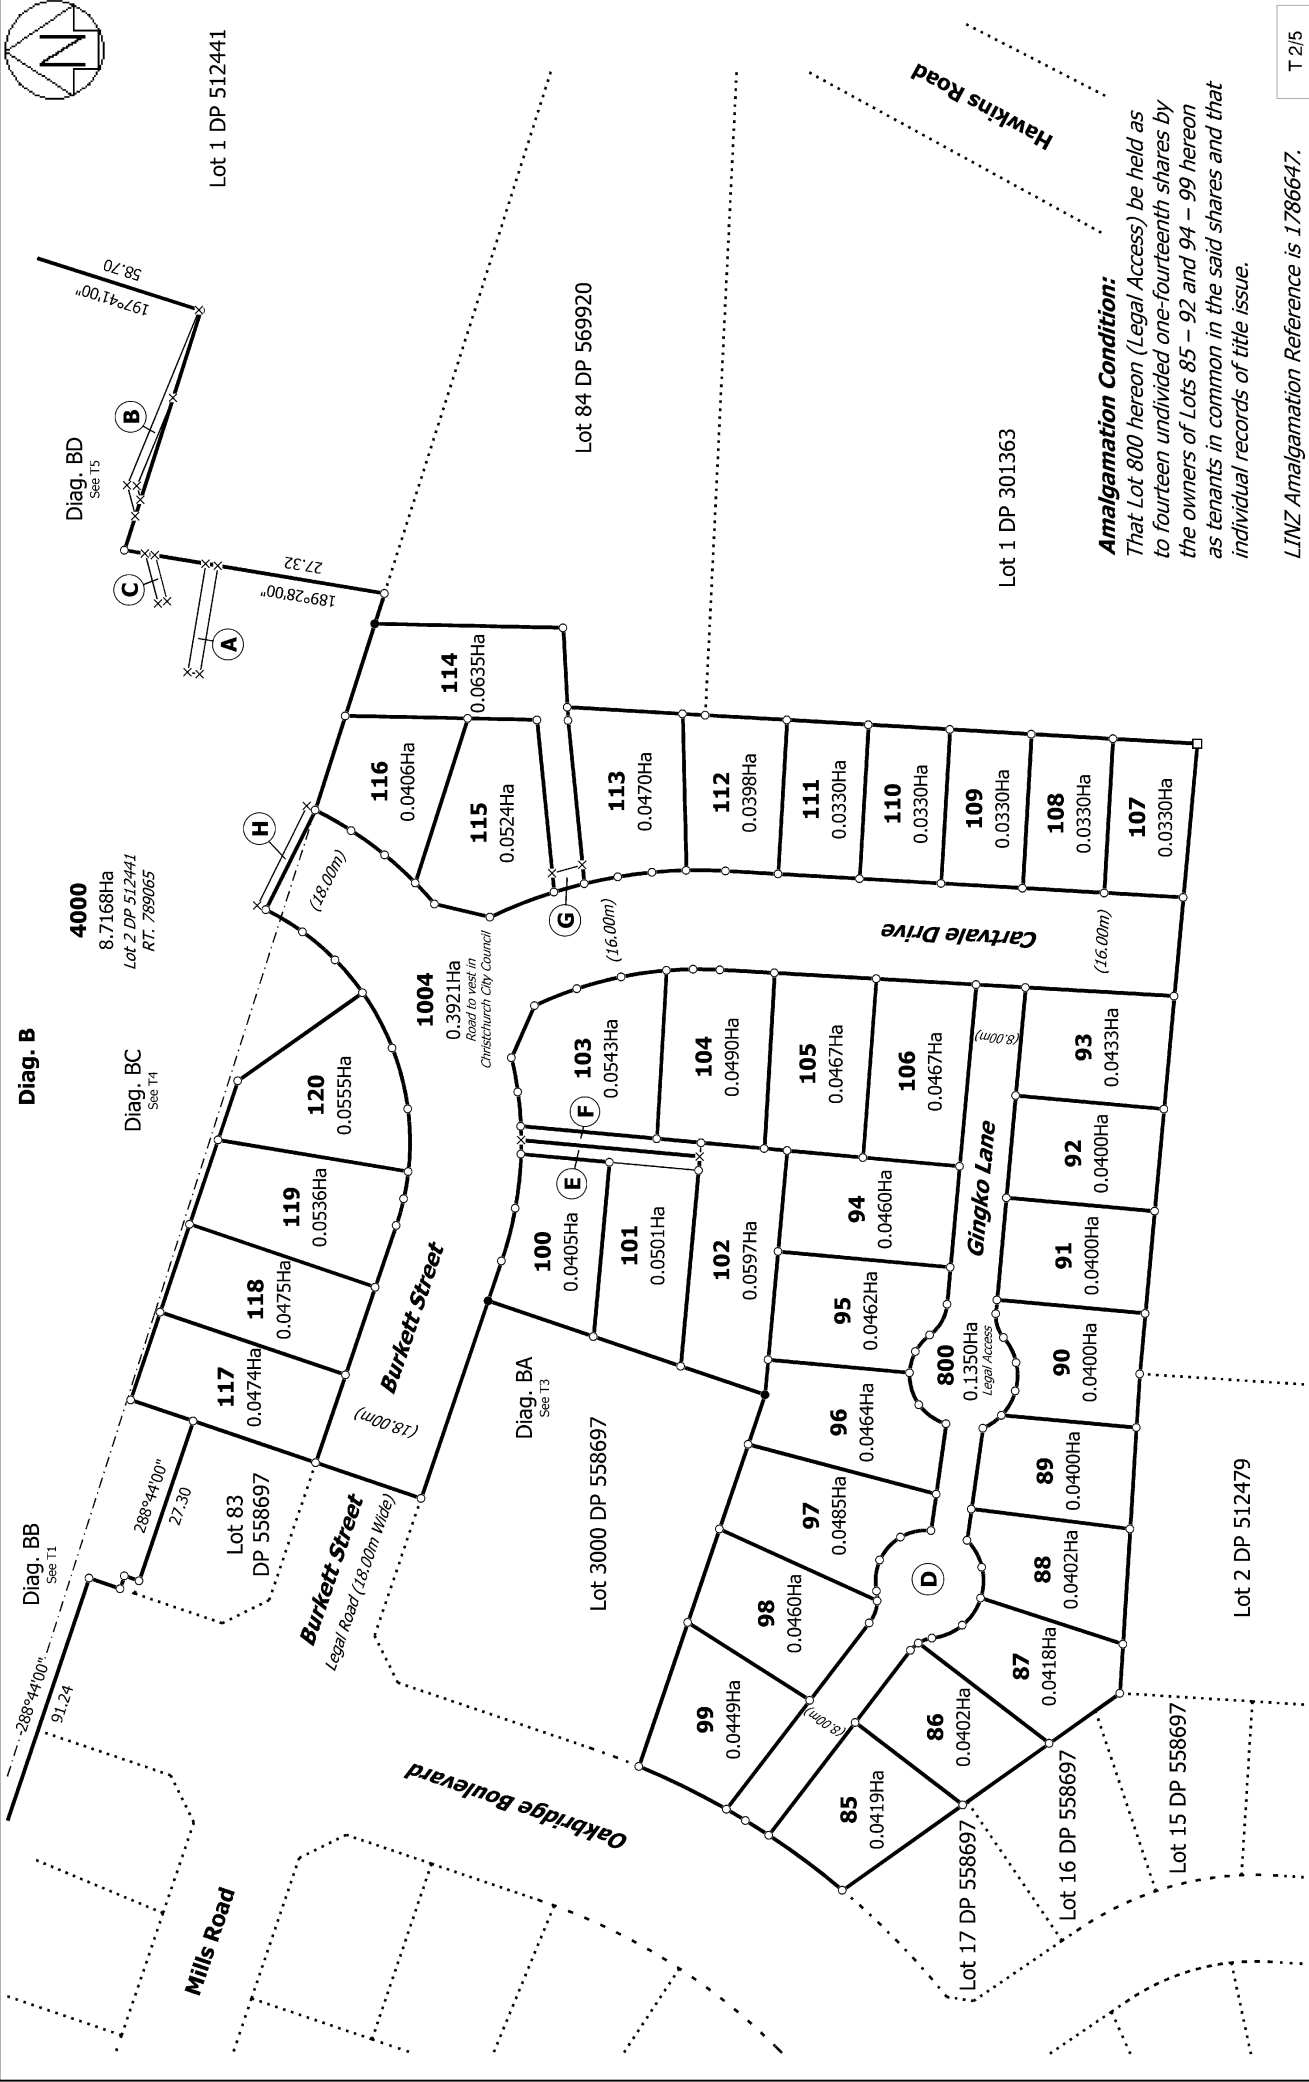 Diag. B
N
Diag. BB
See T1
288°44'00"
91.24
288°44'00"
27.30
Diag. BC
See T4
4000
8.7168Ha
Lot 2 DP 512441
RT. 789065
Diag. BD
See T5
A
B
C
H
197°41'00"
58.70
189°28'00"
27.32
Lot 1 DP 512441
Mills Road
Lot 83
DP 558697
Burkett Street
Legal Road (18.00m Wide)
117
0.0474Ha
118
0.0475Ha
119
0.0536Ha
120
0.0555Ha
Burkett Street
(18.00m)
(18.00m)
1004
0.3921Ha
Road to vest in
Christchurch City Council
116
0.0406Ha
115
0.0524Ha
114
0.0635Ha
G
(16.00m)
Lot 84 DP 569920
Hawkins Road
Oakbridge Boulevard
Lot 3000 DP 558697
Diag. BA
See T3
100
0.0405Ha
101
0.0501Ha
102
0.0597Ha
E
F
103
0.0543Ha
104
0.0490Ha
105
0.0467Ha
106
0.0467Ha
Cartvale Drive
(16.00m)
113
0.0470Ha
112
0.0398Ha
111
0.0330Ha
110
0.0330Ha
109
0.0330Ha
108
0.0330Ha
107
0.0330Ha
Lot 1 DP 301363
99
0.0449Ha
98
0.0460Ha
97
0.0485Ha
96
0.0464Ha
95
0.0462Ha
94
0.0460Ha
(8.00m)
D
800
0.1350Ha
Legal Access
Gingko Lane
(8.00m)
85
0.0419Ha
86
0.0402Ha
87
0.0418Ha
88
0.0402Ha
89
0.0400Ha
90
0.0400Ha
91
0.0400Ha
92
0.0400Ha
93
0.0433Ha
Lot 17 DP 558697
Lot 16 DP 558697
Lot 15 DP 558697
Lot 2 DP 512479
Amalgamation Condition:
That Lot 800 hereon (Legal Access) be held as
to fourteen undivided one-fourteenth shares by
the owners of Lots 85 – 92 and 94 – 99 hereon
as tenants in common in the said shares and that
individual records of title issue.
LINZ Amalgamation Reference is 1786647.
T 2/5